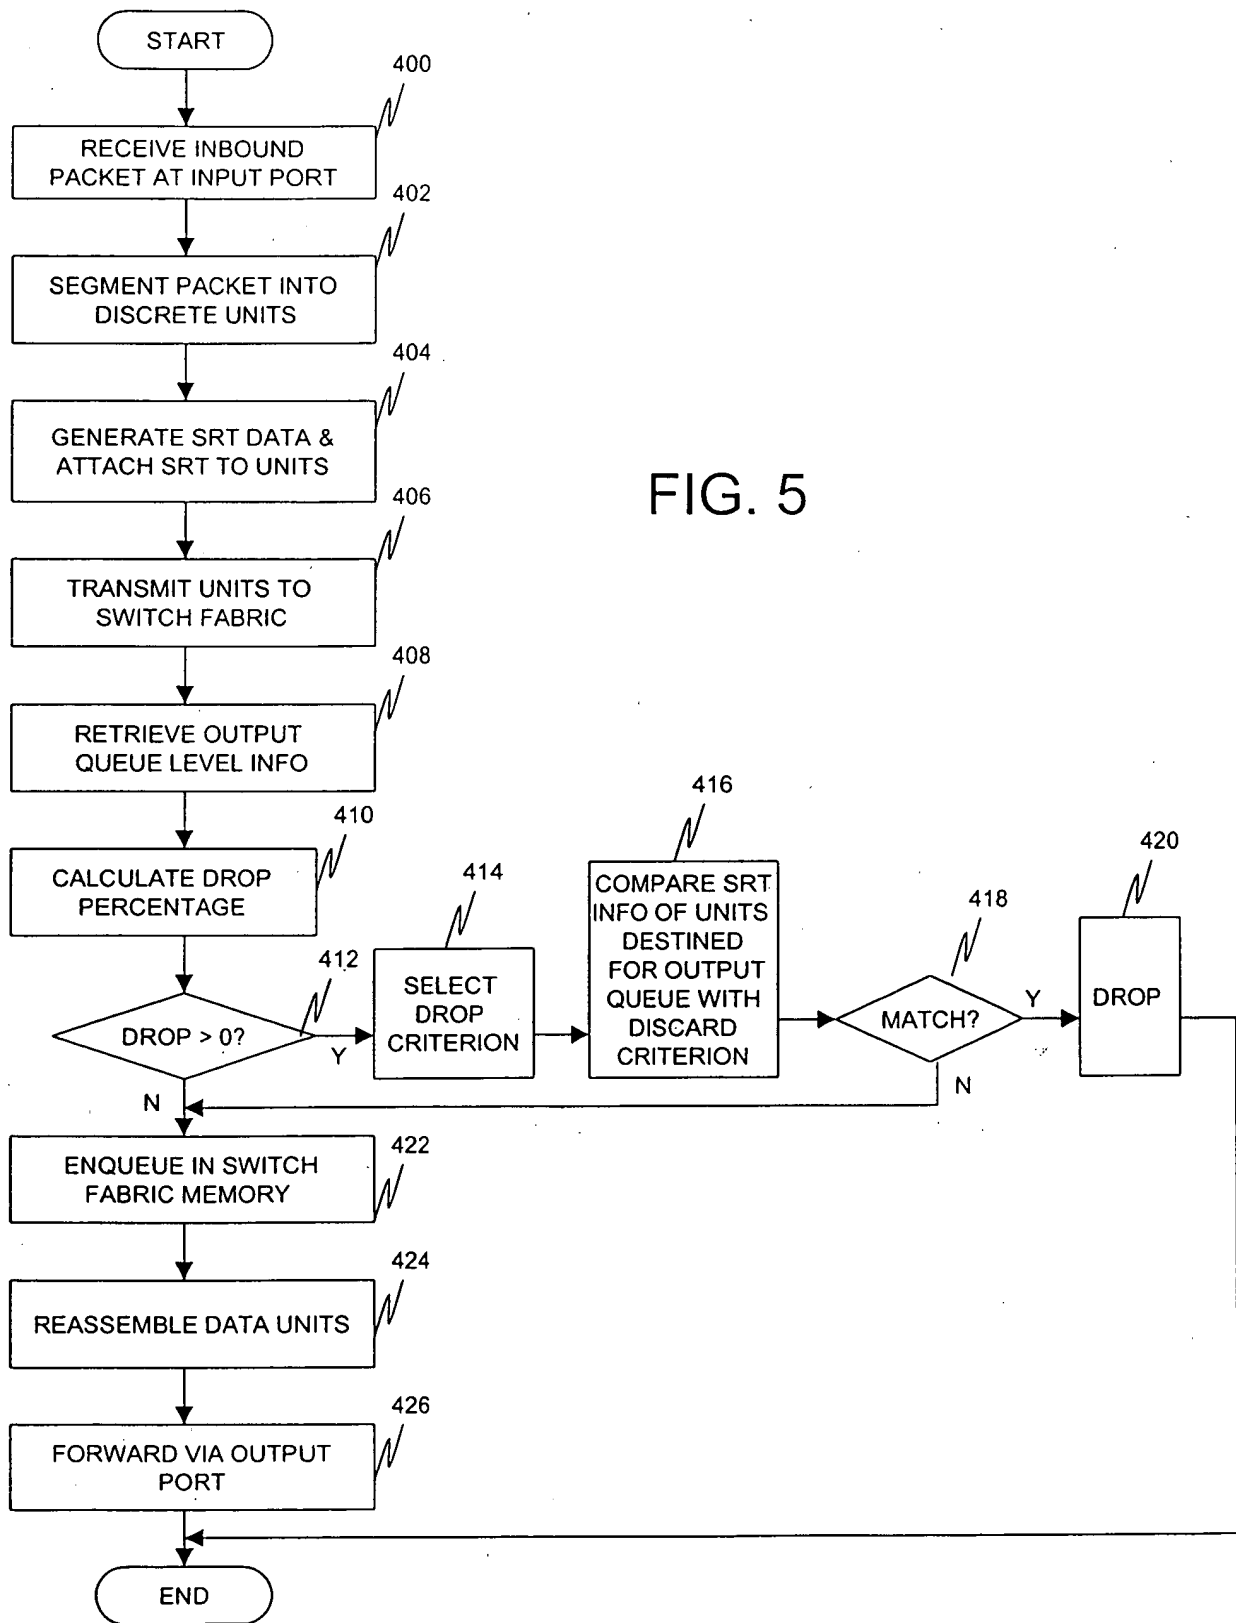 START
400
RECEIVE INBOUND
PACKET AT INPUT PORT
402
SEGMENT PACKET INTO
DISCRETE UNITS
404
GENERATE SRT DATA &
ATTACH SRT TO UNITS
FIG. 5
406
TRANSMIT UNITS TO
SWITCH FABRIC
408
RETRIEVE OUTPUT
QUEUE LEVEL INFO
410
CALCULATE DROP
PERCENTAGE
412
DROP > 0?
Y
N
414
SELECT
DROP
CRITERION
416
COMPARE SRT
INFO OF UNITS
DESTINED
FOR OUTPUT
QUEUE WITH
DISCARD
CRITERION
418
MATCH?
Y
N
420
DROP
422
ENQUEUE IN SWITCH
FABRIC MEMORY
424
REASSEMBLE DATA UNITS
426
FORWARD VIA OUTPUT
PORT
END